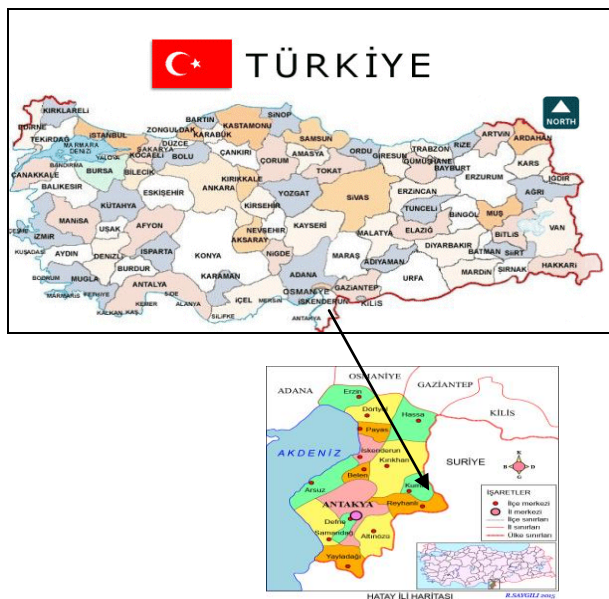 TÜRKİYE
NORTH
KIRKLARELİ
EDİRNE
TEKİRDAĞ
İSTANBUL
MARMARA
DENİZİ
YALOVA
BANDIRMA
ÇANAKKALE
BALIKESİR
BURSA
BİLECİK
KOCAELİ
SAKARYA
DÜZCE
BOLU
ZONGULDAK
BARTIN
KARABÜK
KASTAMONU
SİNOP
ÇANKIRI
SAMSUN
AMASYA
ÇORUM
TOKAT
ORDU
GİRESUN
TRABZON
GÜMÜŞHANE
BAYBURT
RİZE
ARTVİN
ARDAHAN
KARS
IĞDIR
ERZURUM
ERZİNCAN
AĞRI
ESKİŞEHİR
ANKARA
KIRIKKALE
KIRŞEHİR
YOZGAT
SİVAS
TUNCELİ
BİNGÖL
MUŞ
BİTLİS
VAN
KÜTAHYA
MANİSA
UŞAK
AFYON
İZMİR
KUŞADASI
AYDIN
DENİZLİ
ISPARTA
BURDUR
KONYA
AKSARAY
NEVŞEHİR
NİĞDE
KAYSERİ
MALATYA
ELAZIĞ
DİYARBAKIR
BATMAN
SİİRT
ŞIRNAK
HAKKARİ
MARDİN
URFA
ADIYAMAN
MARAŞ
GAZİANTEP
KİLİS
ADANA
OSMANİYE
İSKENDERUN
ANTAKYA
KARAMAN
İÇEL
MERSİN
SİLİFKE
BODRUM
MUGLA
MARMARİS
FETHİYE
ANTALYA
KALKAN
KAŞ
KEMER
SIDE
ALANYA
ADANA
OSMANİYE
GAZİANTEP
KİLİS
Erzin
Dörtyol
Hassa
Payas
AKDENİZ
İskenderun
Kırıkhan
SURİYE
Belen
Arsuz
ANTAKYA
Reyhanlı
Defne
Samandağ
Altınözü
Yayladağı
B
D
G
İŞARETLER
İlçe merkezi
İl merkezi
İlçe sınırları
İl sınırları
Ülke sınırları
HATAY İLİ HARİTASI
R.SAYGILI 2015